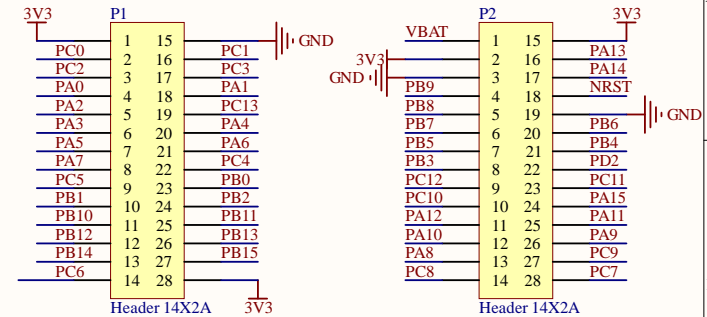 3V3 P1
1 15 GND
PC0 2 16 PC1
PC2 3 17 PC3
PA0 4 18 PA1
PA2 5 19 PC13
PA3 6 20 PA4
PA5 7 21 PA6
PA7 8 22 PC4
PC5 9 23 PB0
PB1 10 24 PB2
PB10 11 25 PB11
PB12 12 26 PB13
PB14 13 27 PB15
PC6 14 28
Header 14X2A 3V3
P2 3V3
VBAT 1 15
3V3 2 16 PA13
GND 3 17 PA14
PB9 4 18 NRST
PB8 5 19 GND
PB7 6 20 PB6
PB5 7 21 PB4
PB3 8 22 PD2
PC12 9 23 PC11
PC10 10 24 PA15
PA12 11 25 PA11
PA10 12 26 PA9
PA8 13 27 PC9
PC8 14 28 PC7
Header 14X2A